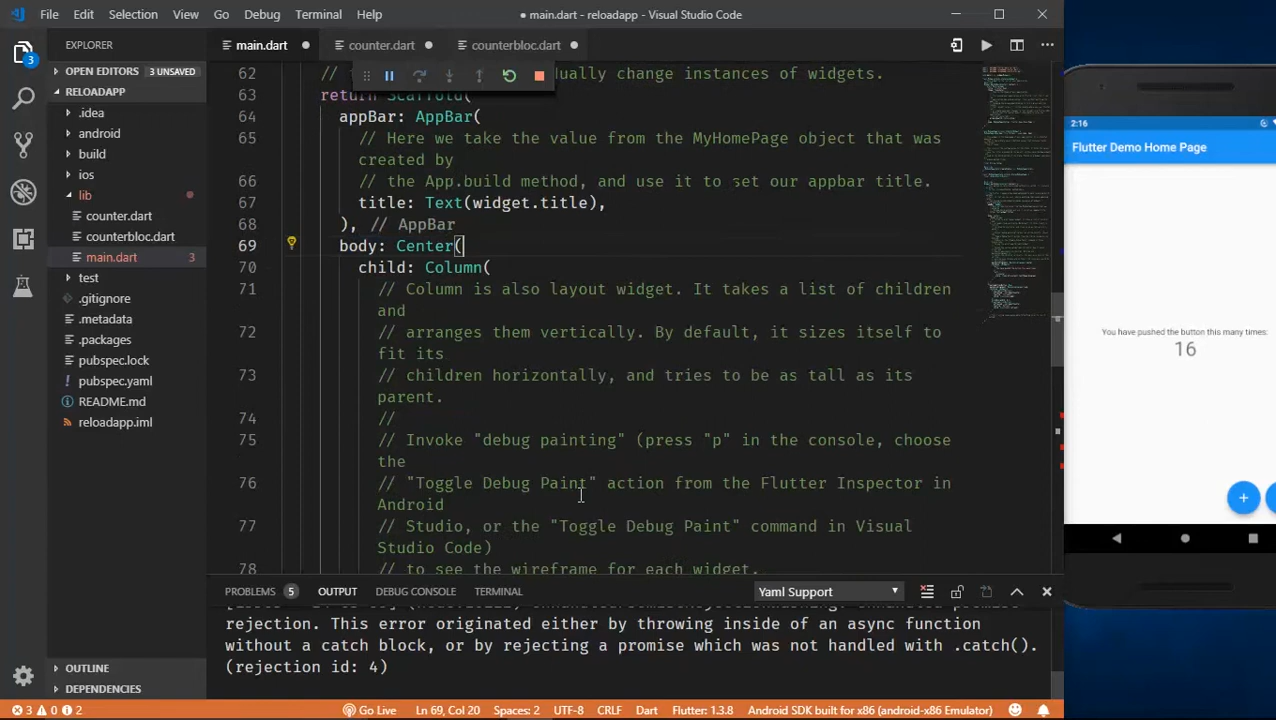 File Edit Selection View Go Debug Terminal Help
● main.dart - reloadapp - Visual Studio Code
EXPLORER
main.dart
counter.dart
counterbloc.dart
OPEN EDITORS 3 UNSAVED
RELOADAPP
.idea
android
build
ios
lib
counter.dart
counterbloc.dart
main.dart 3
test
.gitignore
.metadata
.packages
pubspec.lock
pubspec.yaml
README.md
reloadapp.iml
OUTLINE
DEPENDENCIES
3
62 // ually change instances of widgets.
63 return Scaffold(
64 appBar: AppBar(
65 // Here we take the value from the MyHomePage object that was
created by
66 // the App.build method, and use it to set our appbar title.
67 title: Text(widget.title),
68 ), // AppBar
69 body: Center(
70 child: Column(
71 // Column is also layout widget. It takes a list of children
and
72 // arranges them vertically. By default, it sizes itself to
fit its
73 // children horizontally, and tries to be as tall as its
parent.
74 //
75 // Invoke "debug painting" (press "p" in the console, choose
the
76 // "Toggle Debug Paint" action from the Flutter Inspector in
Android
77 // Studio, or the "Toggle Debug Paint" command in Visual
Studio Code)
78 // to see the wireframe for each widget.
PROBLEMS 5 OUTPUT DEBUG CONSOLE TERMINAL
Yaml Support
rejection. This error originated either by throwing inside of an async function
without a catch block, or by rejecting a promise which was not handled with .catch().
(rejection id: 4)
3 0 2
Go Live
Ln 69, Col 20
Spaces: 2
UTF-8
CRLF
Dart
Flutter: 1.3.8
Android SDK built for x86 (android-x86 Emulator)
2:16
Flutter Demo Home Page
You have pushed the button this many times:
16